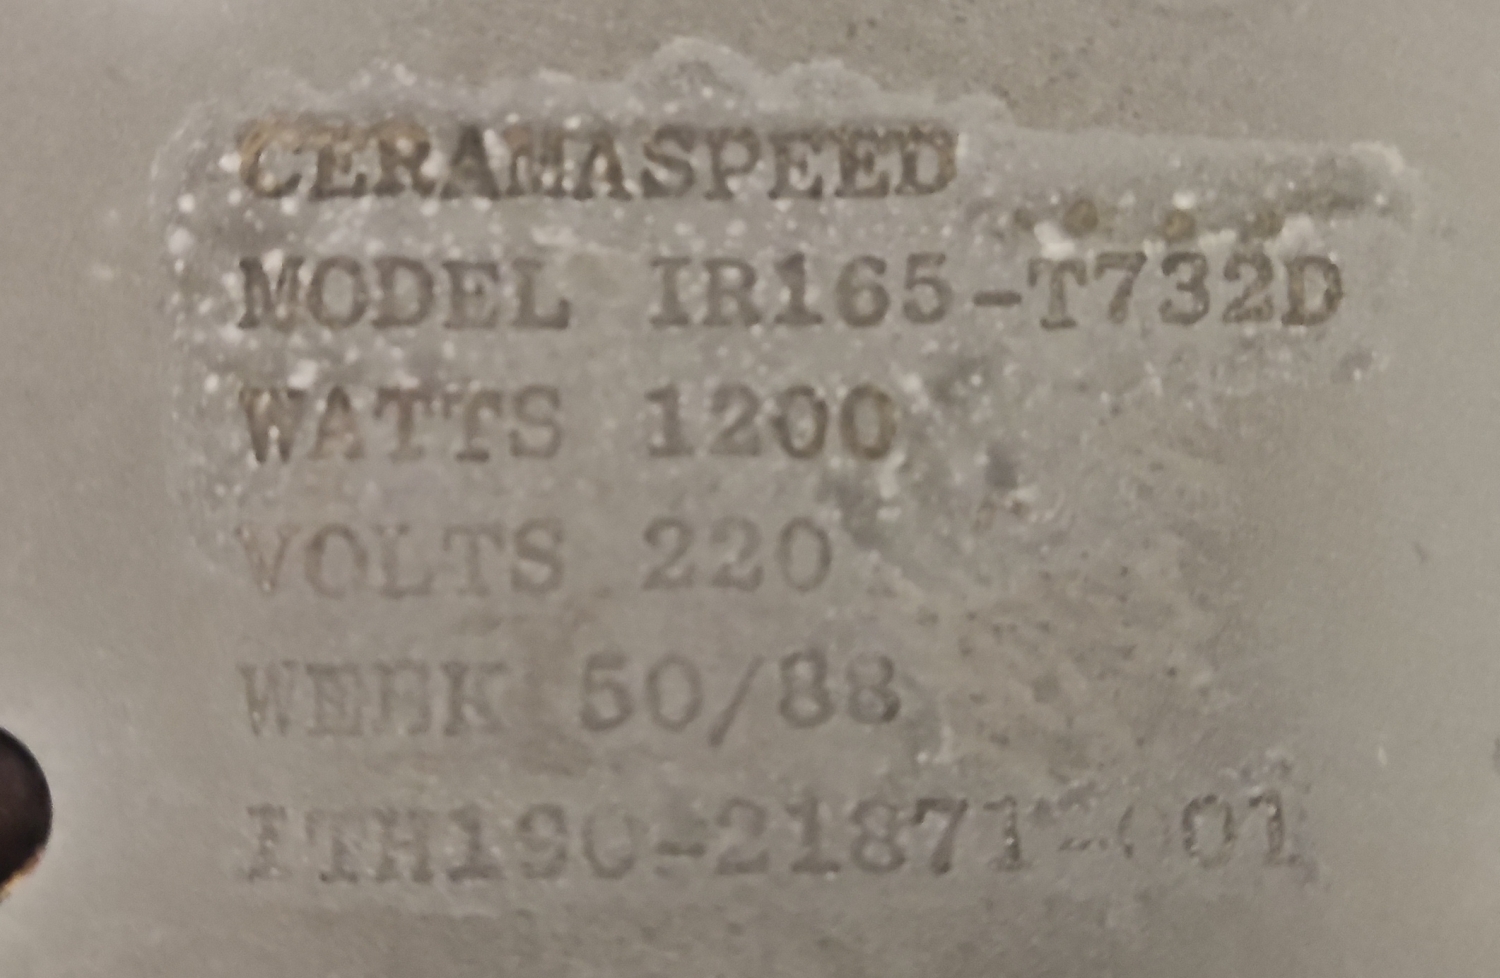 CERAMASPEED
MODEL IR165-T732D
WATTS 1200
VOLTS 220
WEEK 50/88